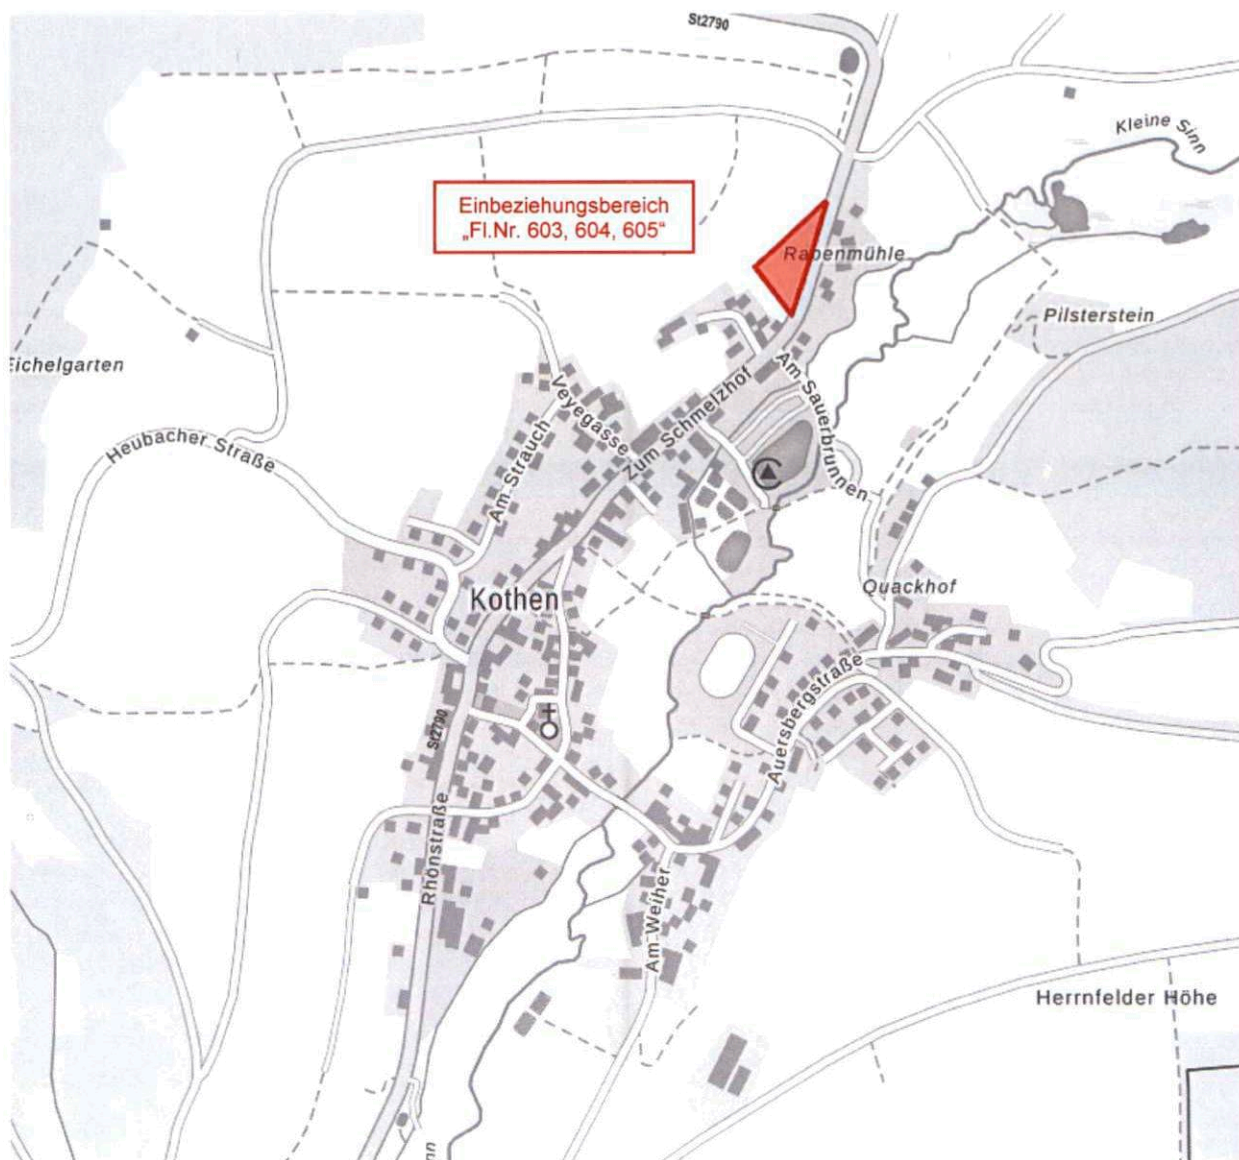 St2790
Kleine Sinn
Einbeziehungsbereich
„Fl.Nr. 603, 604, 605“
Rabenmühle
Pilsterstein
Eichelgarten
Am Sauerbrunnen
Zum Schmelzhof
Veyegasse
Am Strauch
Heubacher Straße
Quackhof
Kothen
Auersbergstraße
St2790
Rhönstraße
Am Weiher
Herrnfelder Höhe